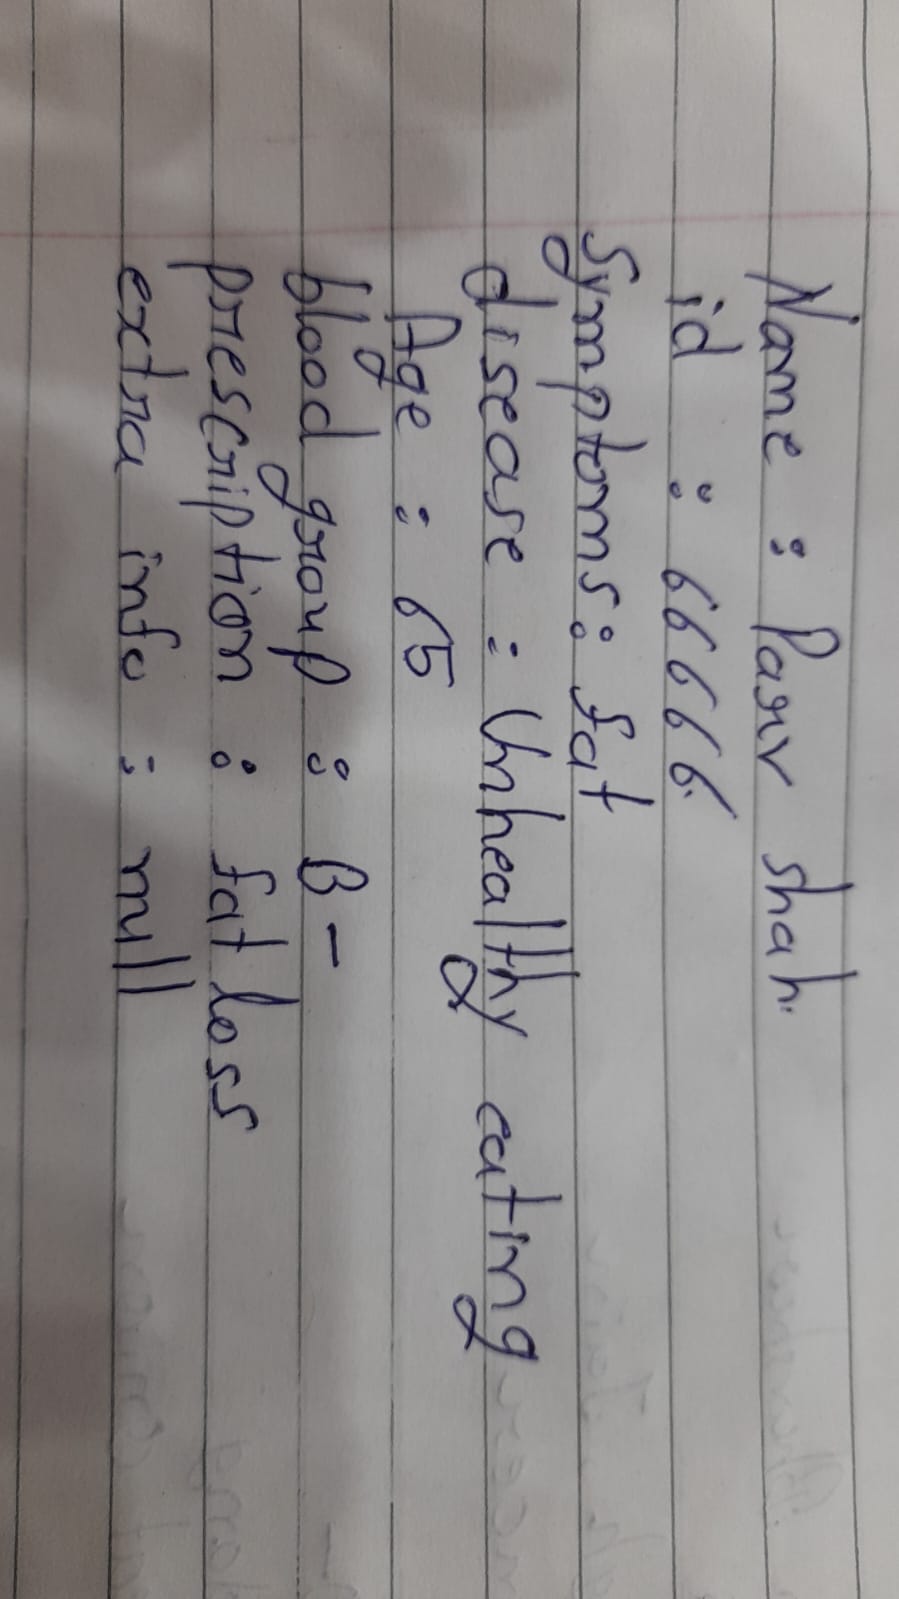 Name : Parv shah.
id : 66666.
Symptoms : fat
disease : Unhealthy eating
Age : 65
blood group : B-
prescription : fat loss
extra info : null